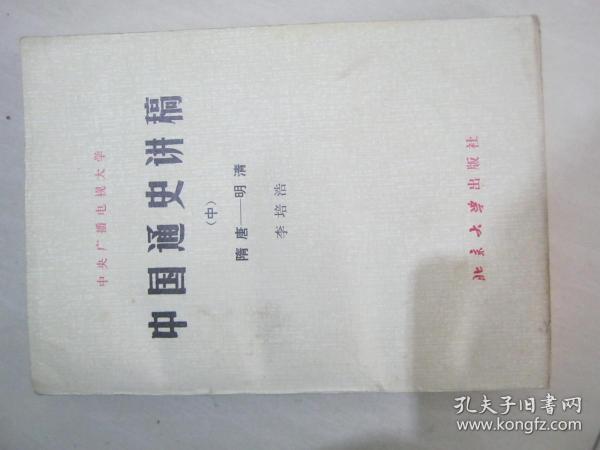 中央广播电视大学
中国通史讲稿
(中)
隋唐——明清
李培浩
北京大学出版社
孔夫子旧书网
www.kongfz.com